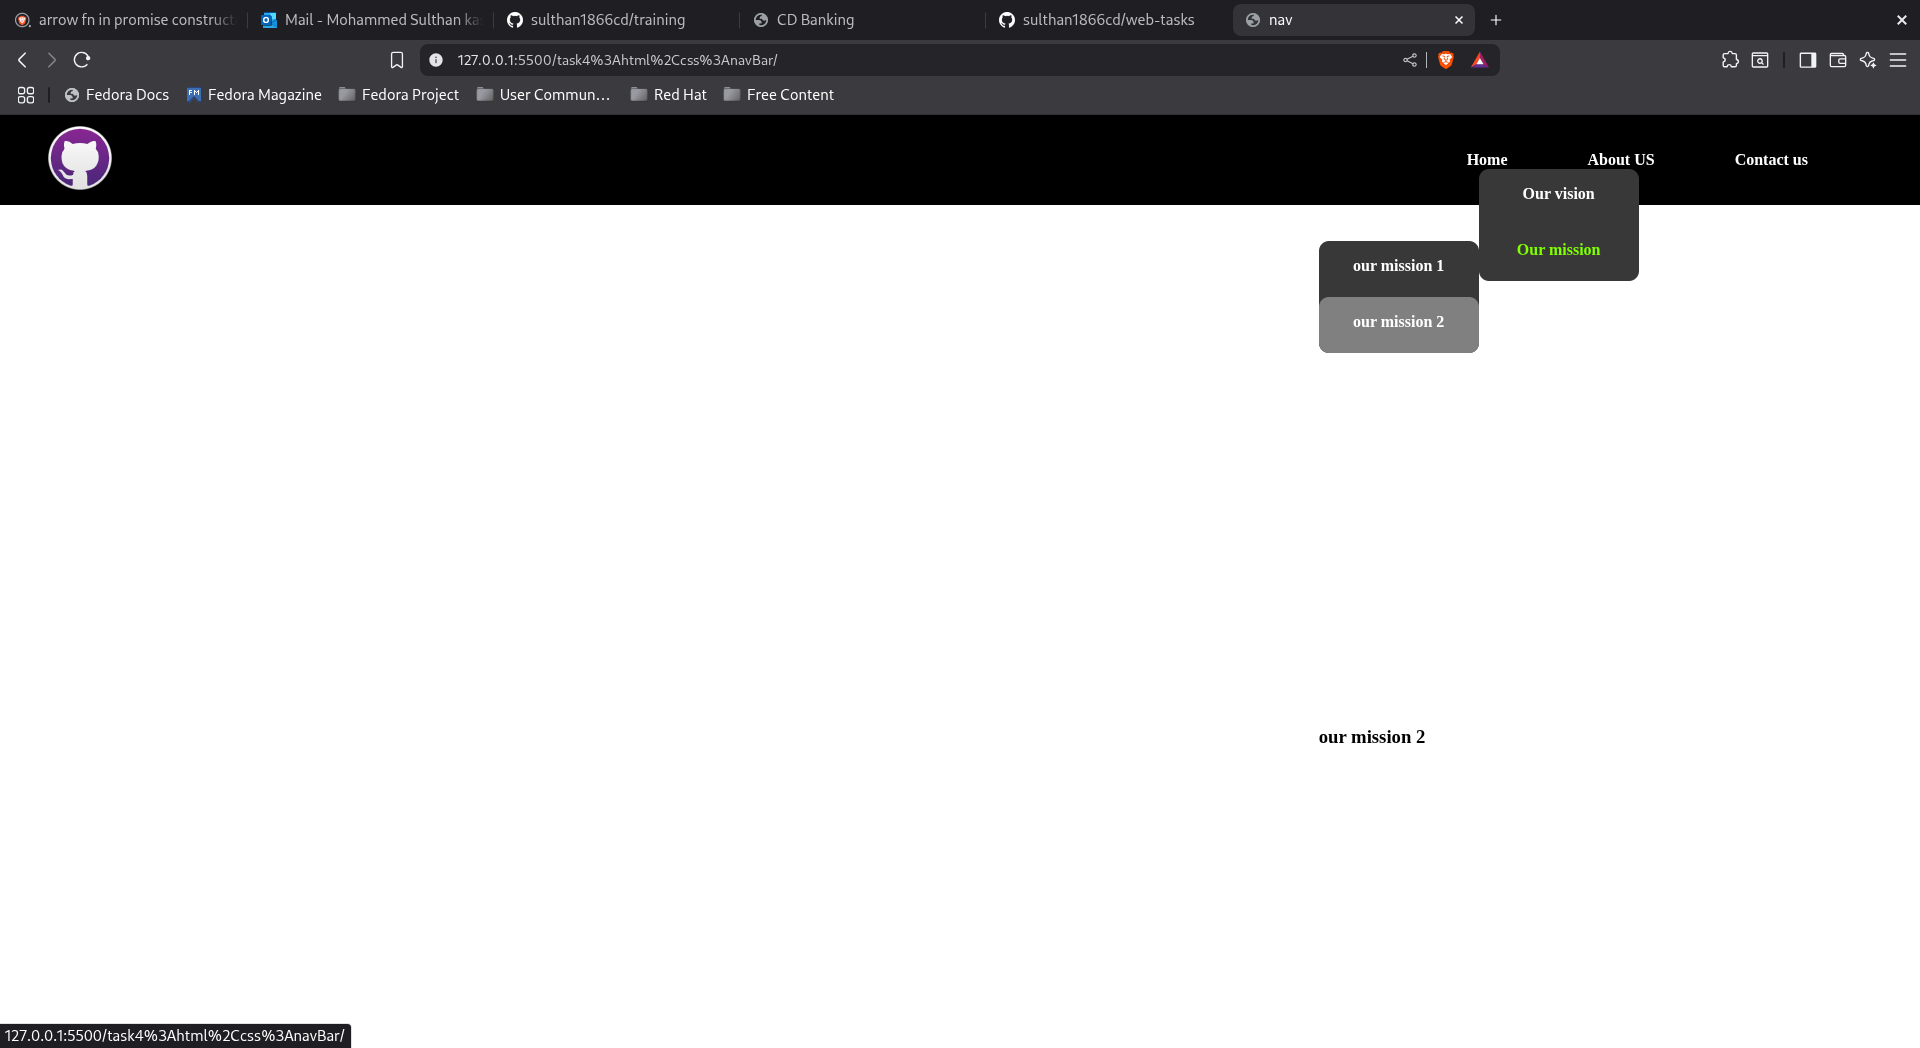 arrow fn in promise construct
Mail - Mohammed Sulthan ka
sulthan1866cd/training
CD Banking
sulthan1866cd/web-tasks
nav
127.0.0.1:5500/task4%3Ahtml%2Ccss%3AnavBar/
Fedora Docs
Fedora Magazine
Fedora Project
User Commun...
Red Hat
Free Content
Home
About US
Contact us
Our vision
Our mission
our mission 1
our mission 2
our mission 2
127.0.0.1:5500/task4%3Ahtml%2Ccss%3AnavBar/